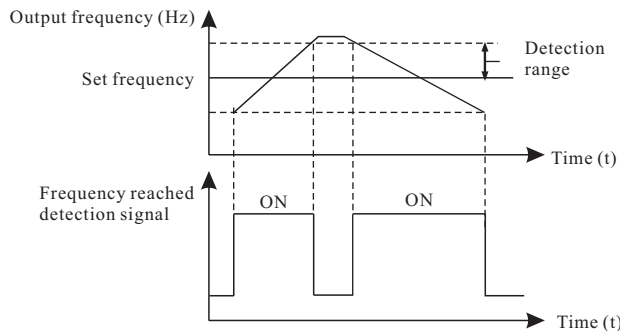 Output frequency (Hz)
Detection
range
Set frequency
Time (t)
Frequency reached
detection signal
ON
ON
Time (t)